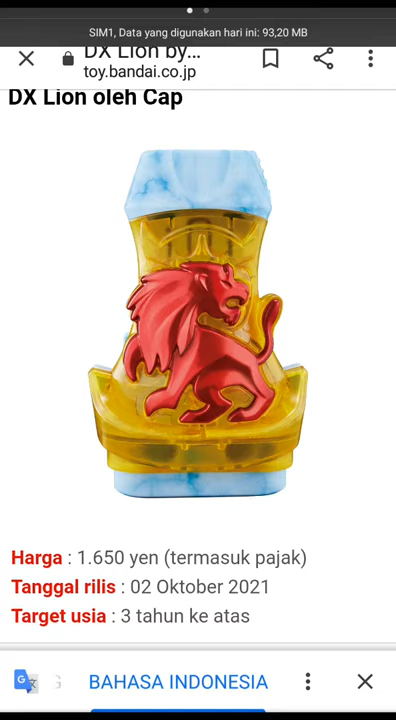 SIM1, Data yang digunakan hari ini: 93,20 MB
DX Lion by...
toy.bandai.co.jp
DX Lion oleh Cap
Harga : 1.650 yen (termasuk pajak)
Tanggal rilis : 02 Oktober 2021
Target usia : 3 tahun ke atas
G BAHASA INDONESIA